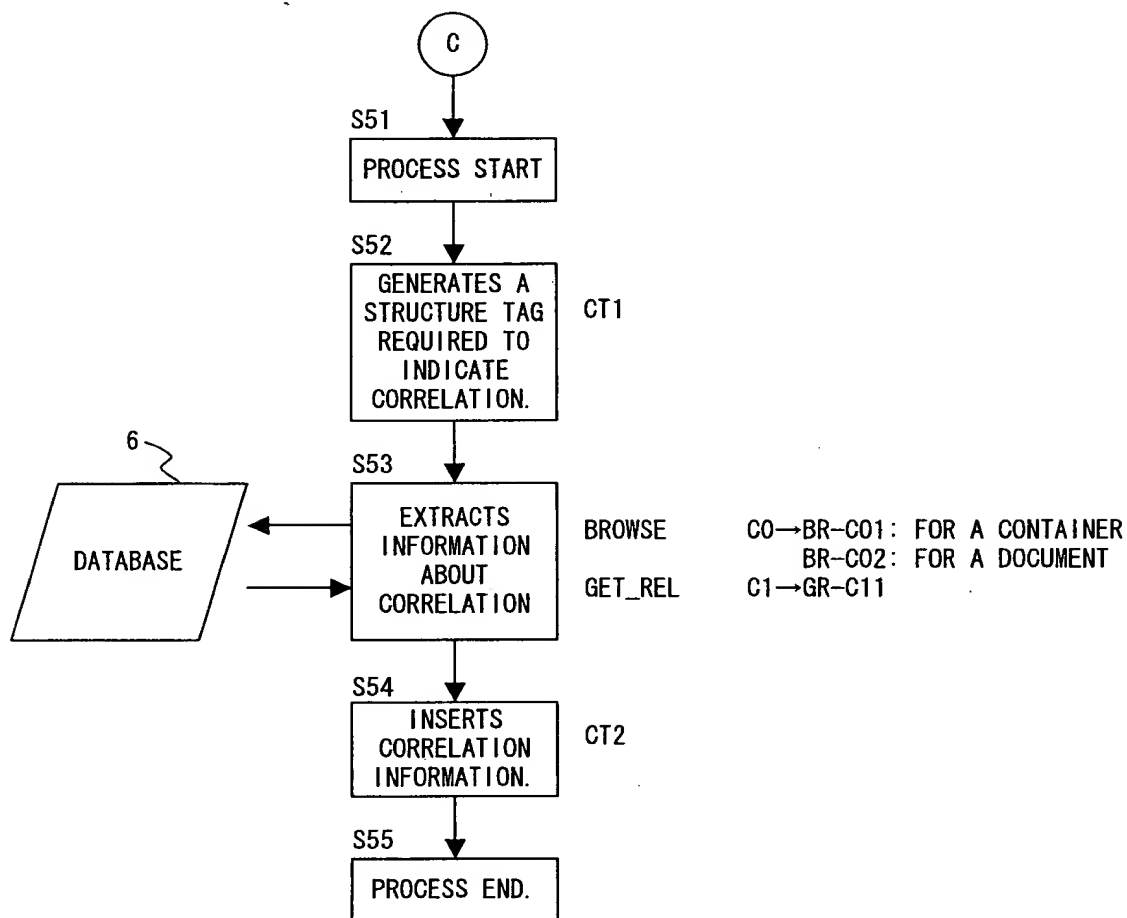 C
S51
PROCESS START
S52
GENERATES A
STRUCTURE TAG
REQUIRED TO
INDICATE
CORRELATION.
CT1
6
DATABASE
S53
EXTRACTS
INFORMATION
ABOUT
CORRELATION
BROWSE C0→BR-C01: FOR A CONTAINER
BR-C02: FOR A DOCUMENT
GET_REL C1→GR-C11
S54
INSERTS
CORRELATION
INFORMATION.
CT2
S55
PROCESS END.